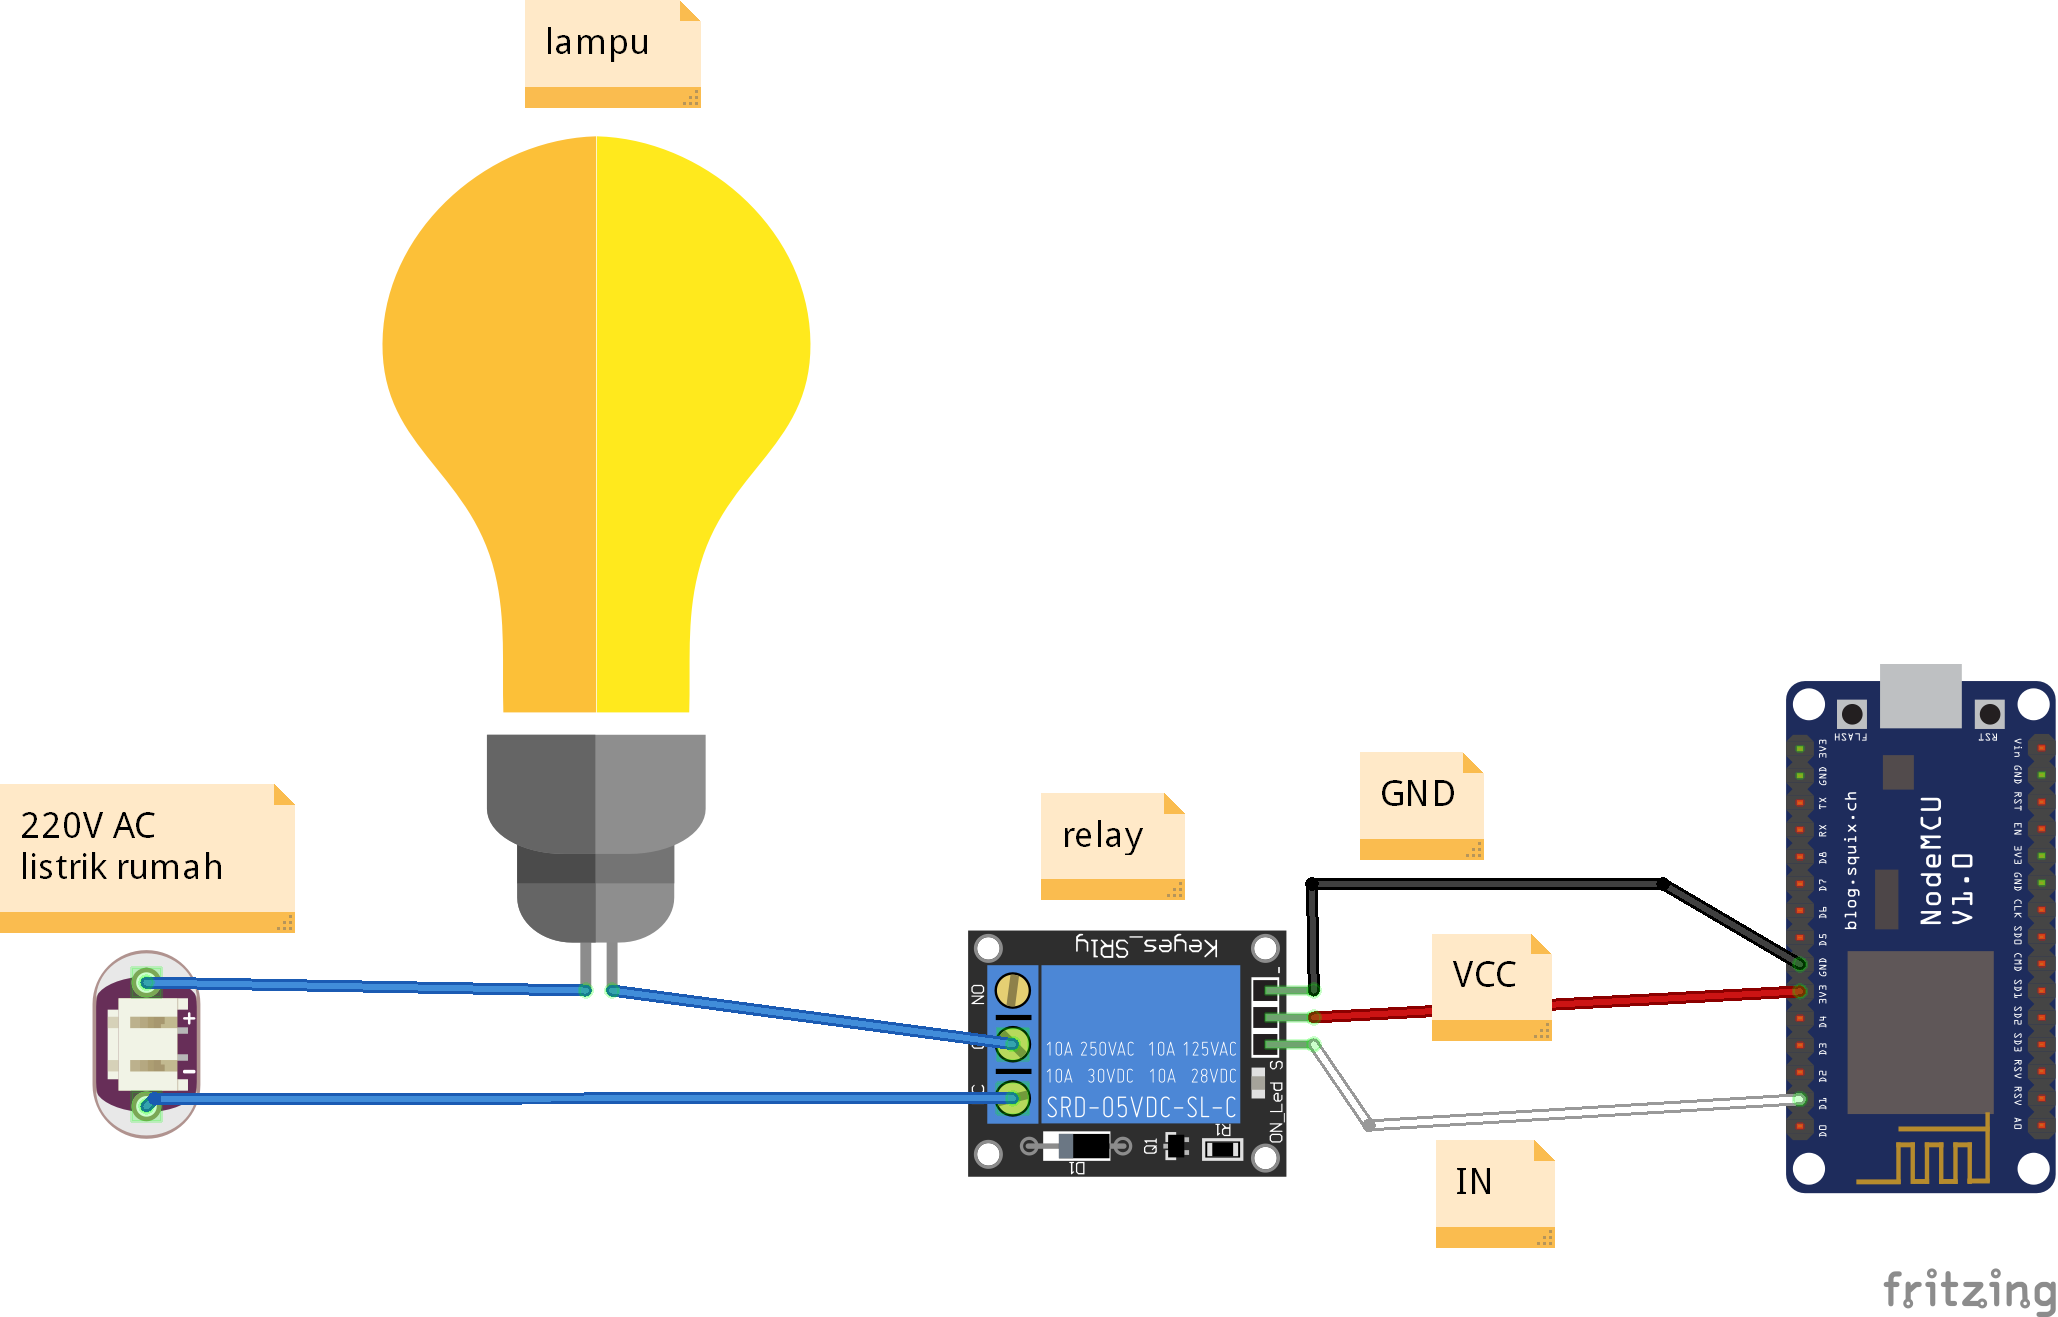 lampu
220V AC
listrik rumah
relay
GND
VCC
IN
Keyes_SR1y
NO
C
10A 250VAC 10A 125VAC
10A 30VDC 10A 28VDC
SRD-05VDC-SL-C
ON_Led
S
-
D1
Q1
R1
+
-
FLASH
RST
3V3
GND
TX
RX
D8
D7
D6
D5
GND
3V3
D4
D3
D2
D1
D0
blog.squix.ch
NodeMCU
V1.0
Vin
GND
RST
EN
3V3
GND
CLK
SD0
CMD
SD1
SD2
SD3
RSV
RSV
A0
fritzing